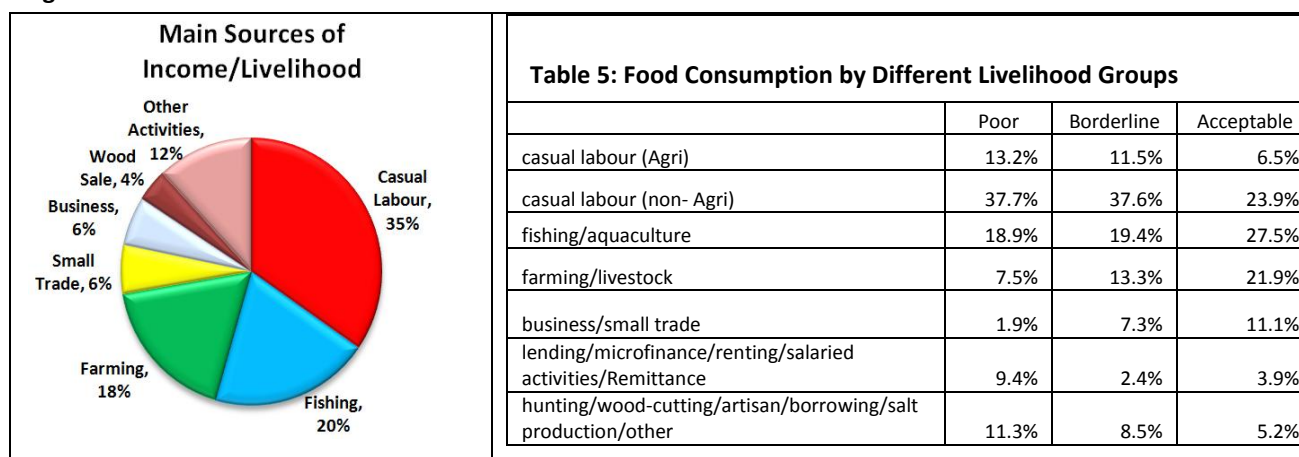 Main Sources of
Income/Livelihood
Other
Activities,
12%
Wood
Sale, 4%
Business,
6%
Small
Trade, 6%
Farming,
18%
Fishing,
20%
Casual
Labour,
35%
Table 5: Food Consumption by Different Livelihood Groups
Poor Borderline Acceptable
casual labour (Agri) 13.2% 11.5% 6.5%
casual labour (non- Agri) 37.7% 37.6% 23.9%
fishing/aquaculture 18.9% 19.4% 27.5%
farming/livestock 7.5% 13.3% 21.9%
business/small trade 1.9% 7.3% 11.1%
lending/microfinance/renting/salaried
activities/Remittance 9.4% 2.4% 3.9%
hunting/wood-cutting/artisan/borrowing/salt
production/other 11.3% 8.5% 5.2%